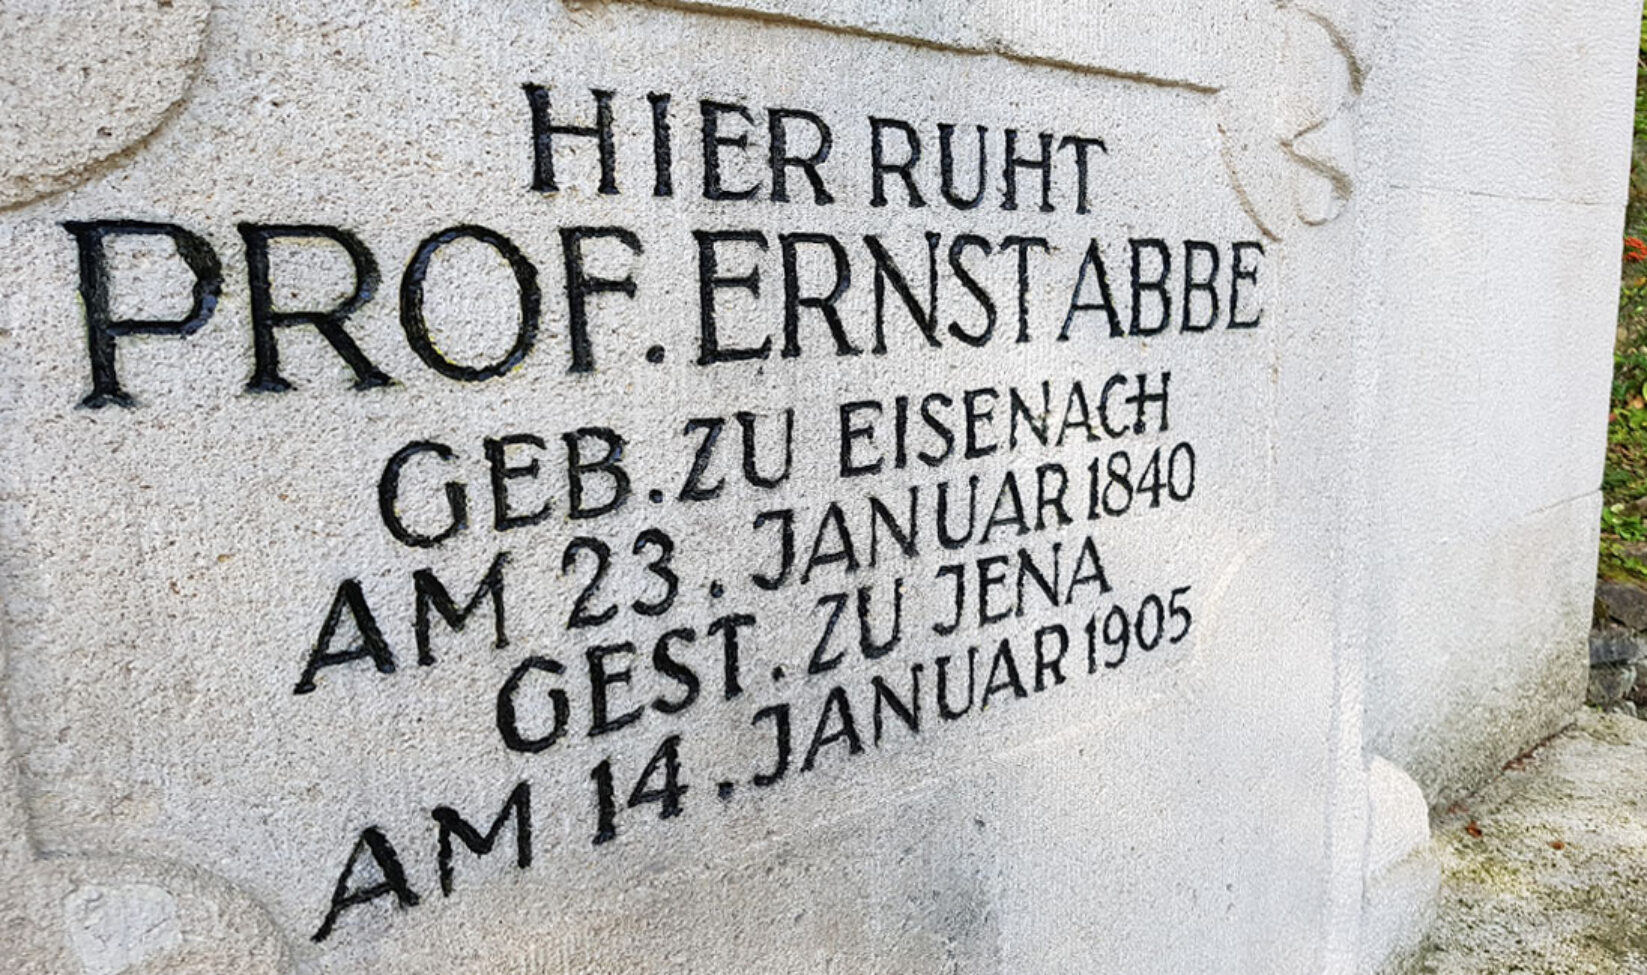 HIER RUHT
PROF. ERNST ABBE
GEB. ZU EISENACH
AM 23. JANUAR 1840
GEST. ZU JENA
AM 14. JANUAR 1905